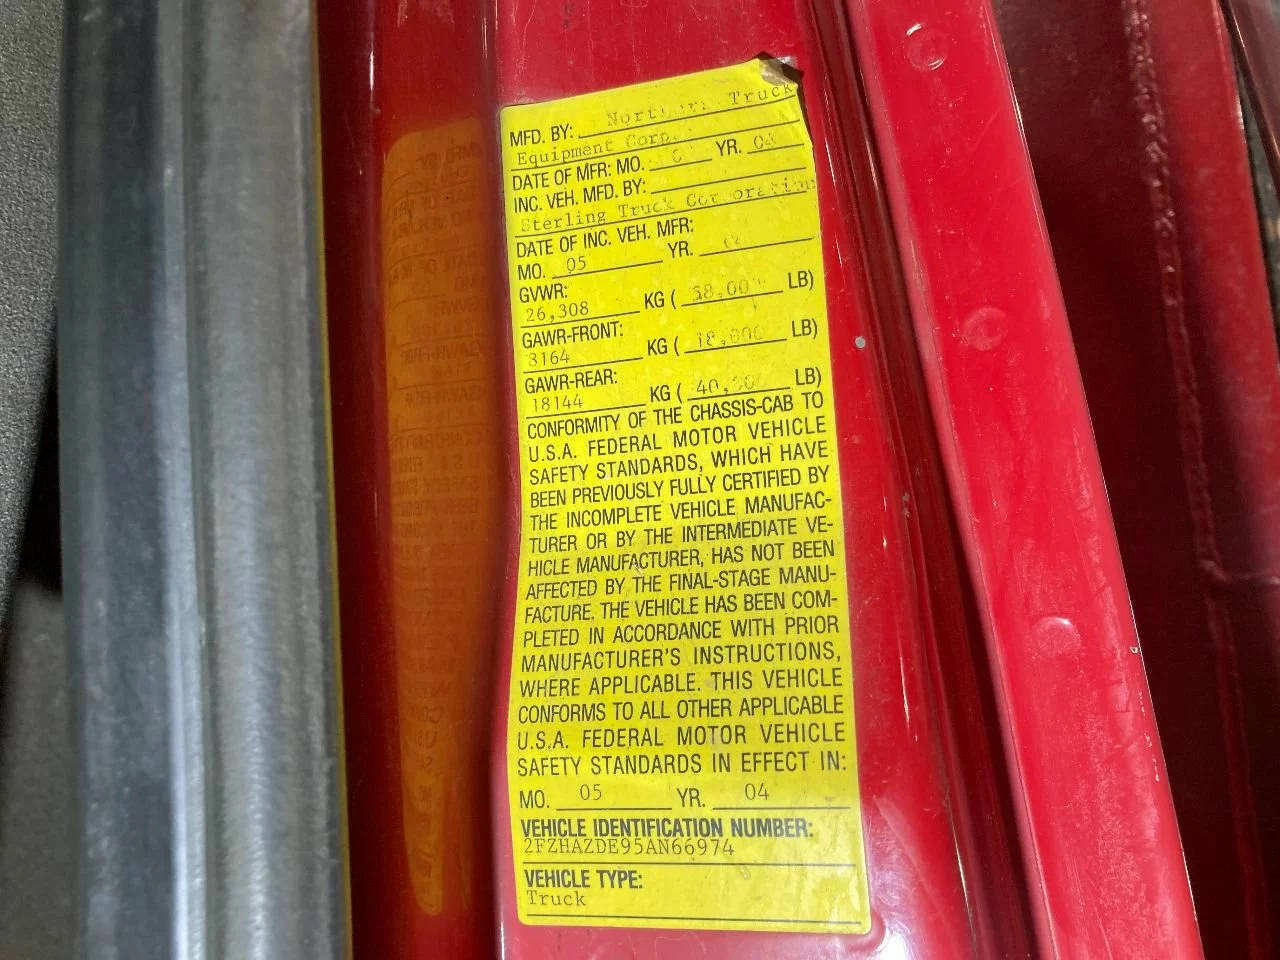 MFD. BY: Truck
Equipment Corp.
DATE OF MFR: MO. YR.
INC. VEH. MFD. BY:
Sterling Truck Corporation
DATE OF INC. VEH. MFR:
MO. 05 YR.
GVWR:
26,308 KG ( LB)
GAWR-FRONT:
8164 KG ( LB)
GAWR-REAR:
18144 KG ( LB)
CONFORMITY OF THE CHASSIS-CAB TO
U.S.A. FEDERAL MOTOR VEHICLE
SAFETY STANDARDS, WHICH HAVE
BEEN PREVIOUSLY FULLY CERTIFIED BY
THE INCOMPLETE VEHICLE MANUFAC-
TURER OR BY THE INTERMEDIATE VE-
HICLE MANUFACTURER, HAS NOT BEEN
AFFECTED BY THE FINAL-STAGE MANU-
FACTURE. THE VEHICLE HAS BEEN COM-
PLETED IN ACCORDANCE WITH PRIOR
MANUFACTURER'S INSTRUCTIONS,
WHERE APPLICABLE. THIS VEHICLE
CONFORMS TO ALL OTHER APPLICABLE
U.S.A. FEDERAL MOTOR VEHICLE
SAFETY STANDARDS IN EFFECT IN:
MO. 05 YR. 04
VEHICLE IDENTIFICATION NUMBER:
2FZHAZDE95AN66974
VEHICLE TYPE:
Truck